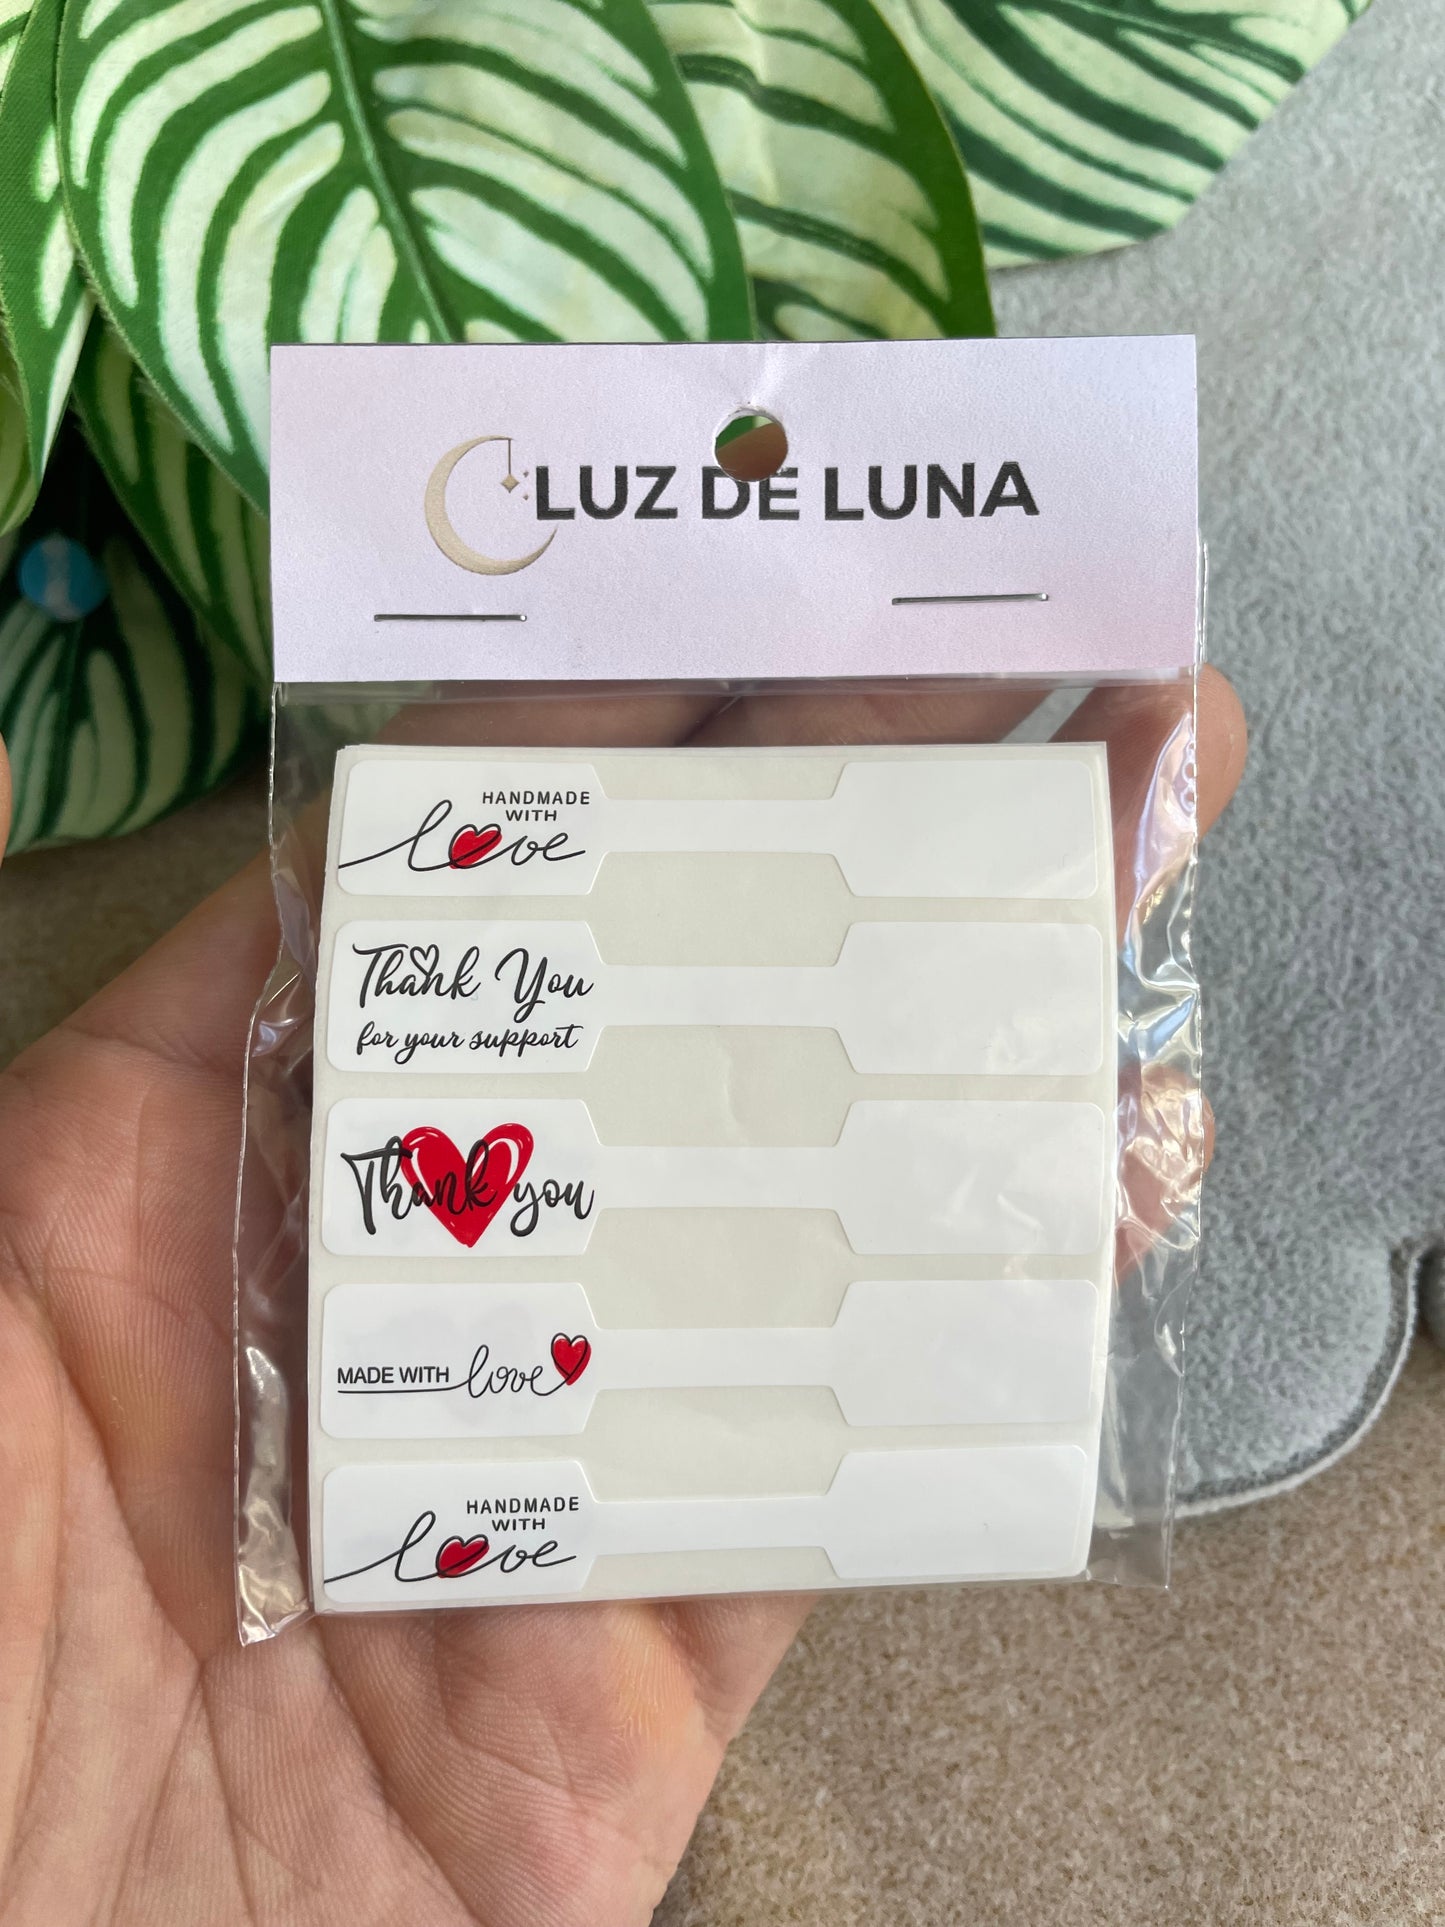 LUZ DE LUNA
HANDMADE
WITH
love
Thank You
for your support
Thank you
MADE WITH love
HANDMADE
WITH
love